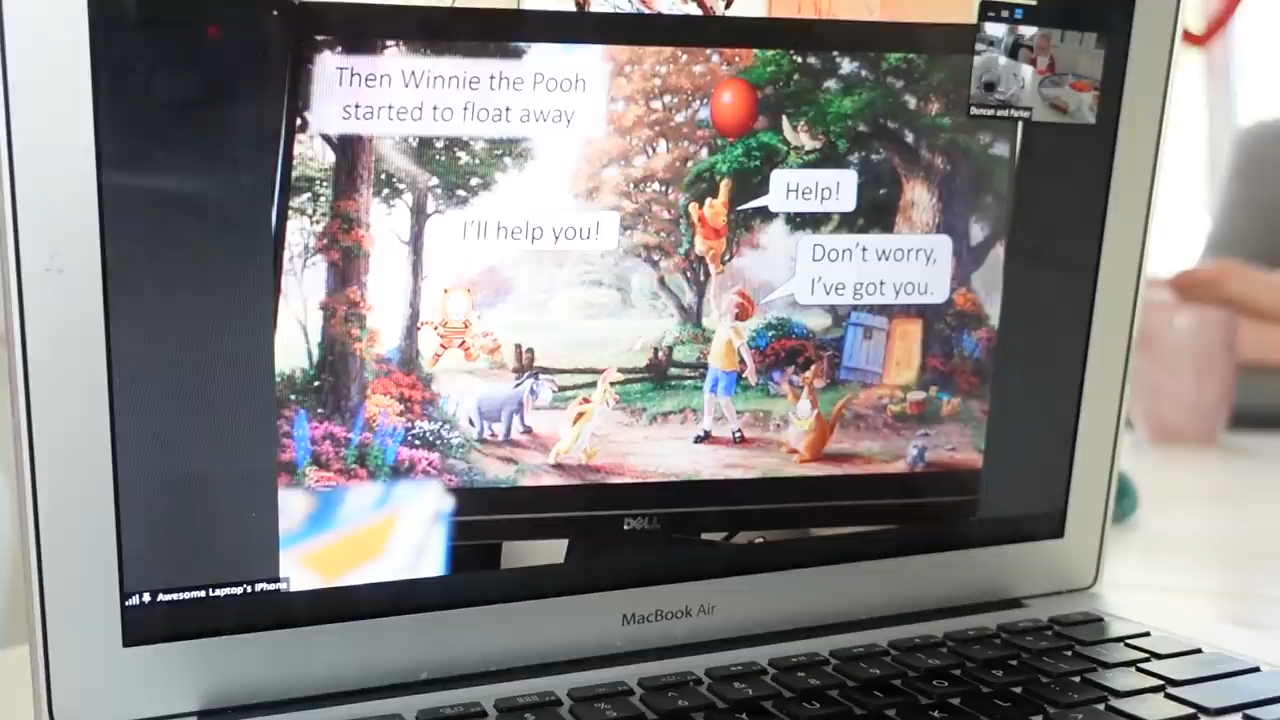 Then Winnie the Pooh
started to float away
Help!
I'll help you!
Don't worry,
I've got you.
Duncan and Parker
DELL
Awesome Laptop's iPhone
MacBook Air